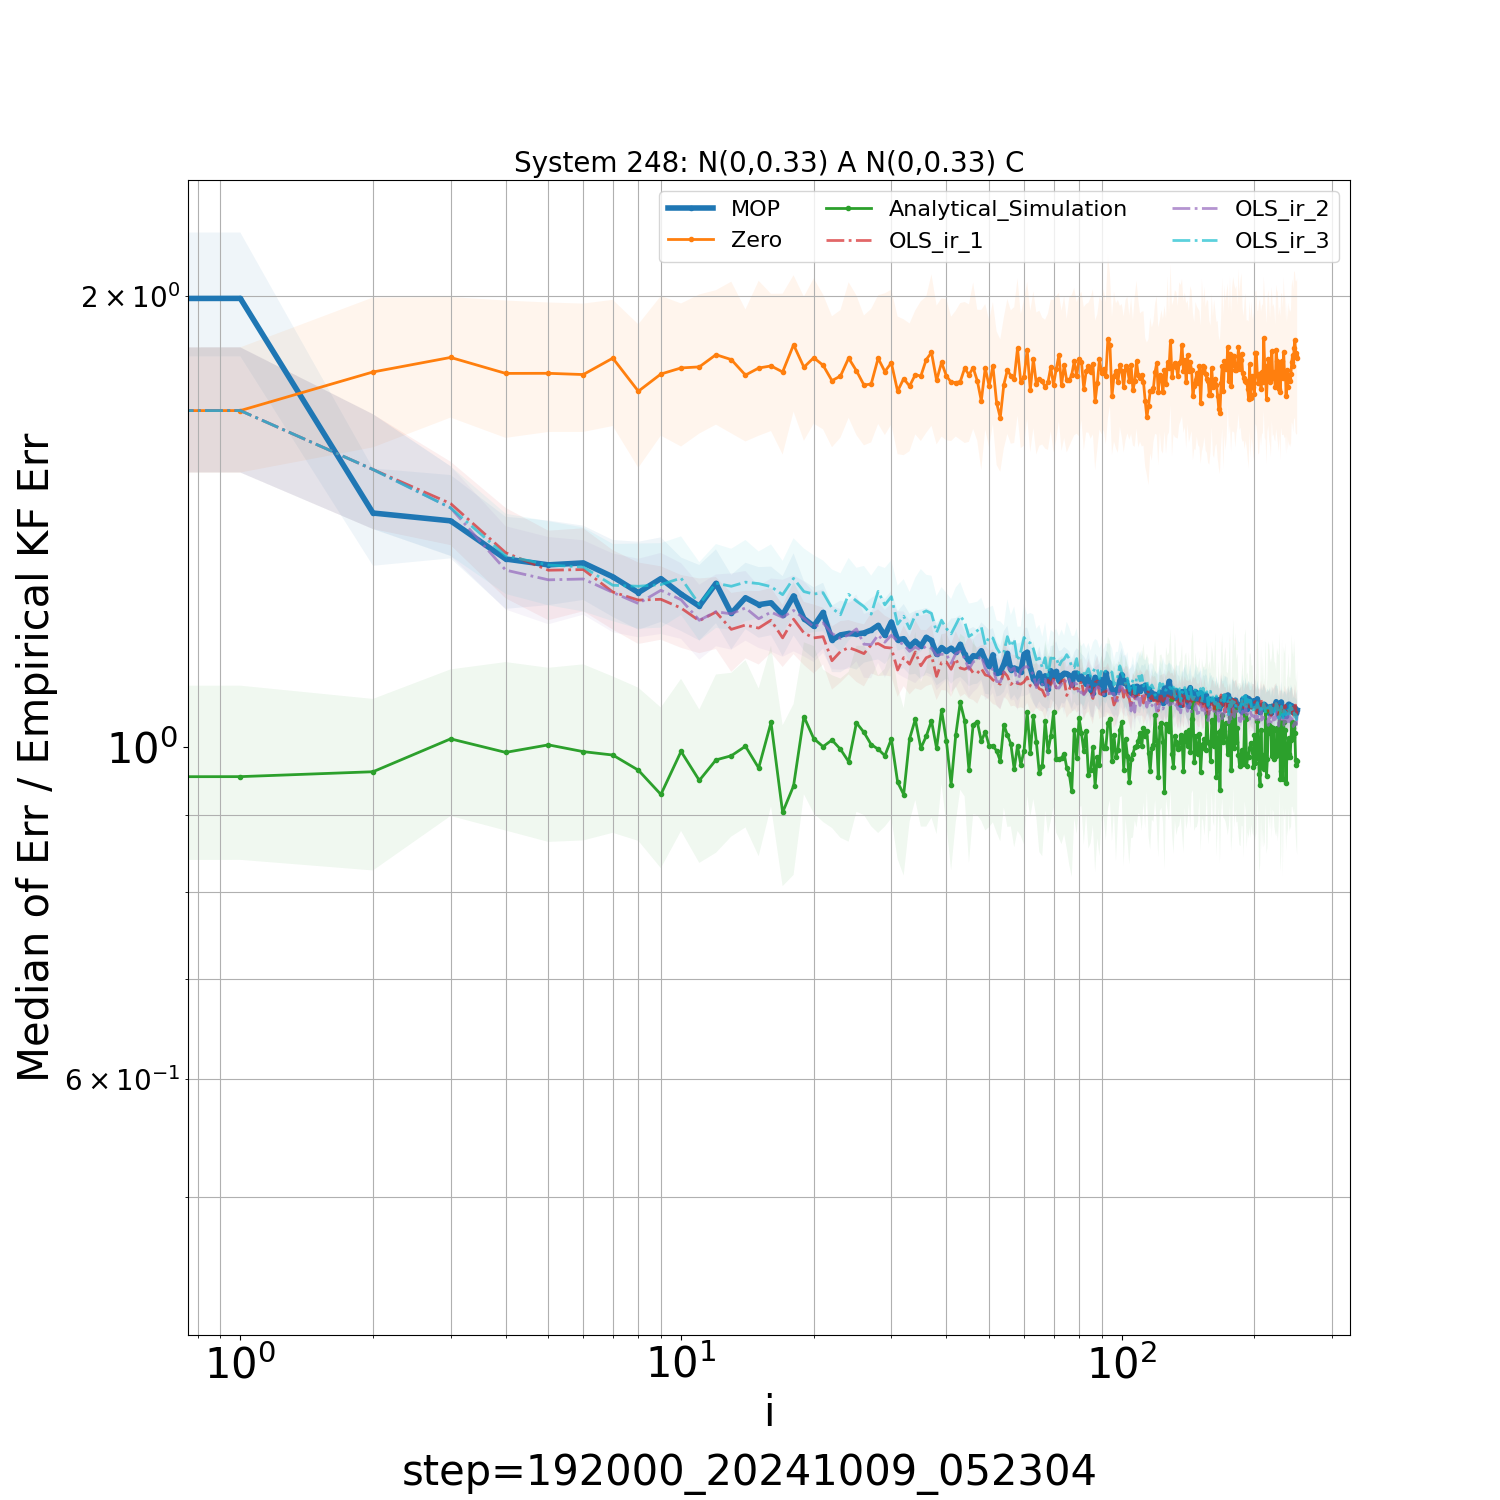 System 248: N(0,0.33) A N(0,0.33) C
MOP
Zero
Analytical_Simulation
OLS_ir_1
OLS_ir_2
OLS_ir_3
Median of Err / Empirical KF Err
2 × 10⁰
10⁰
6 × 10⁻¹
10⁰ 10¹ 10²
i
step=192000_20241009_052304